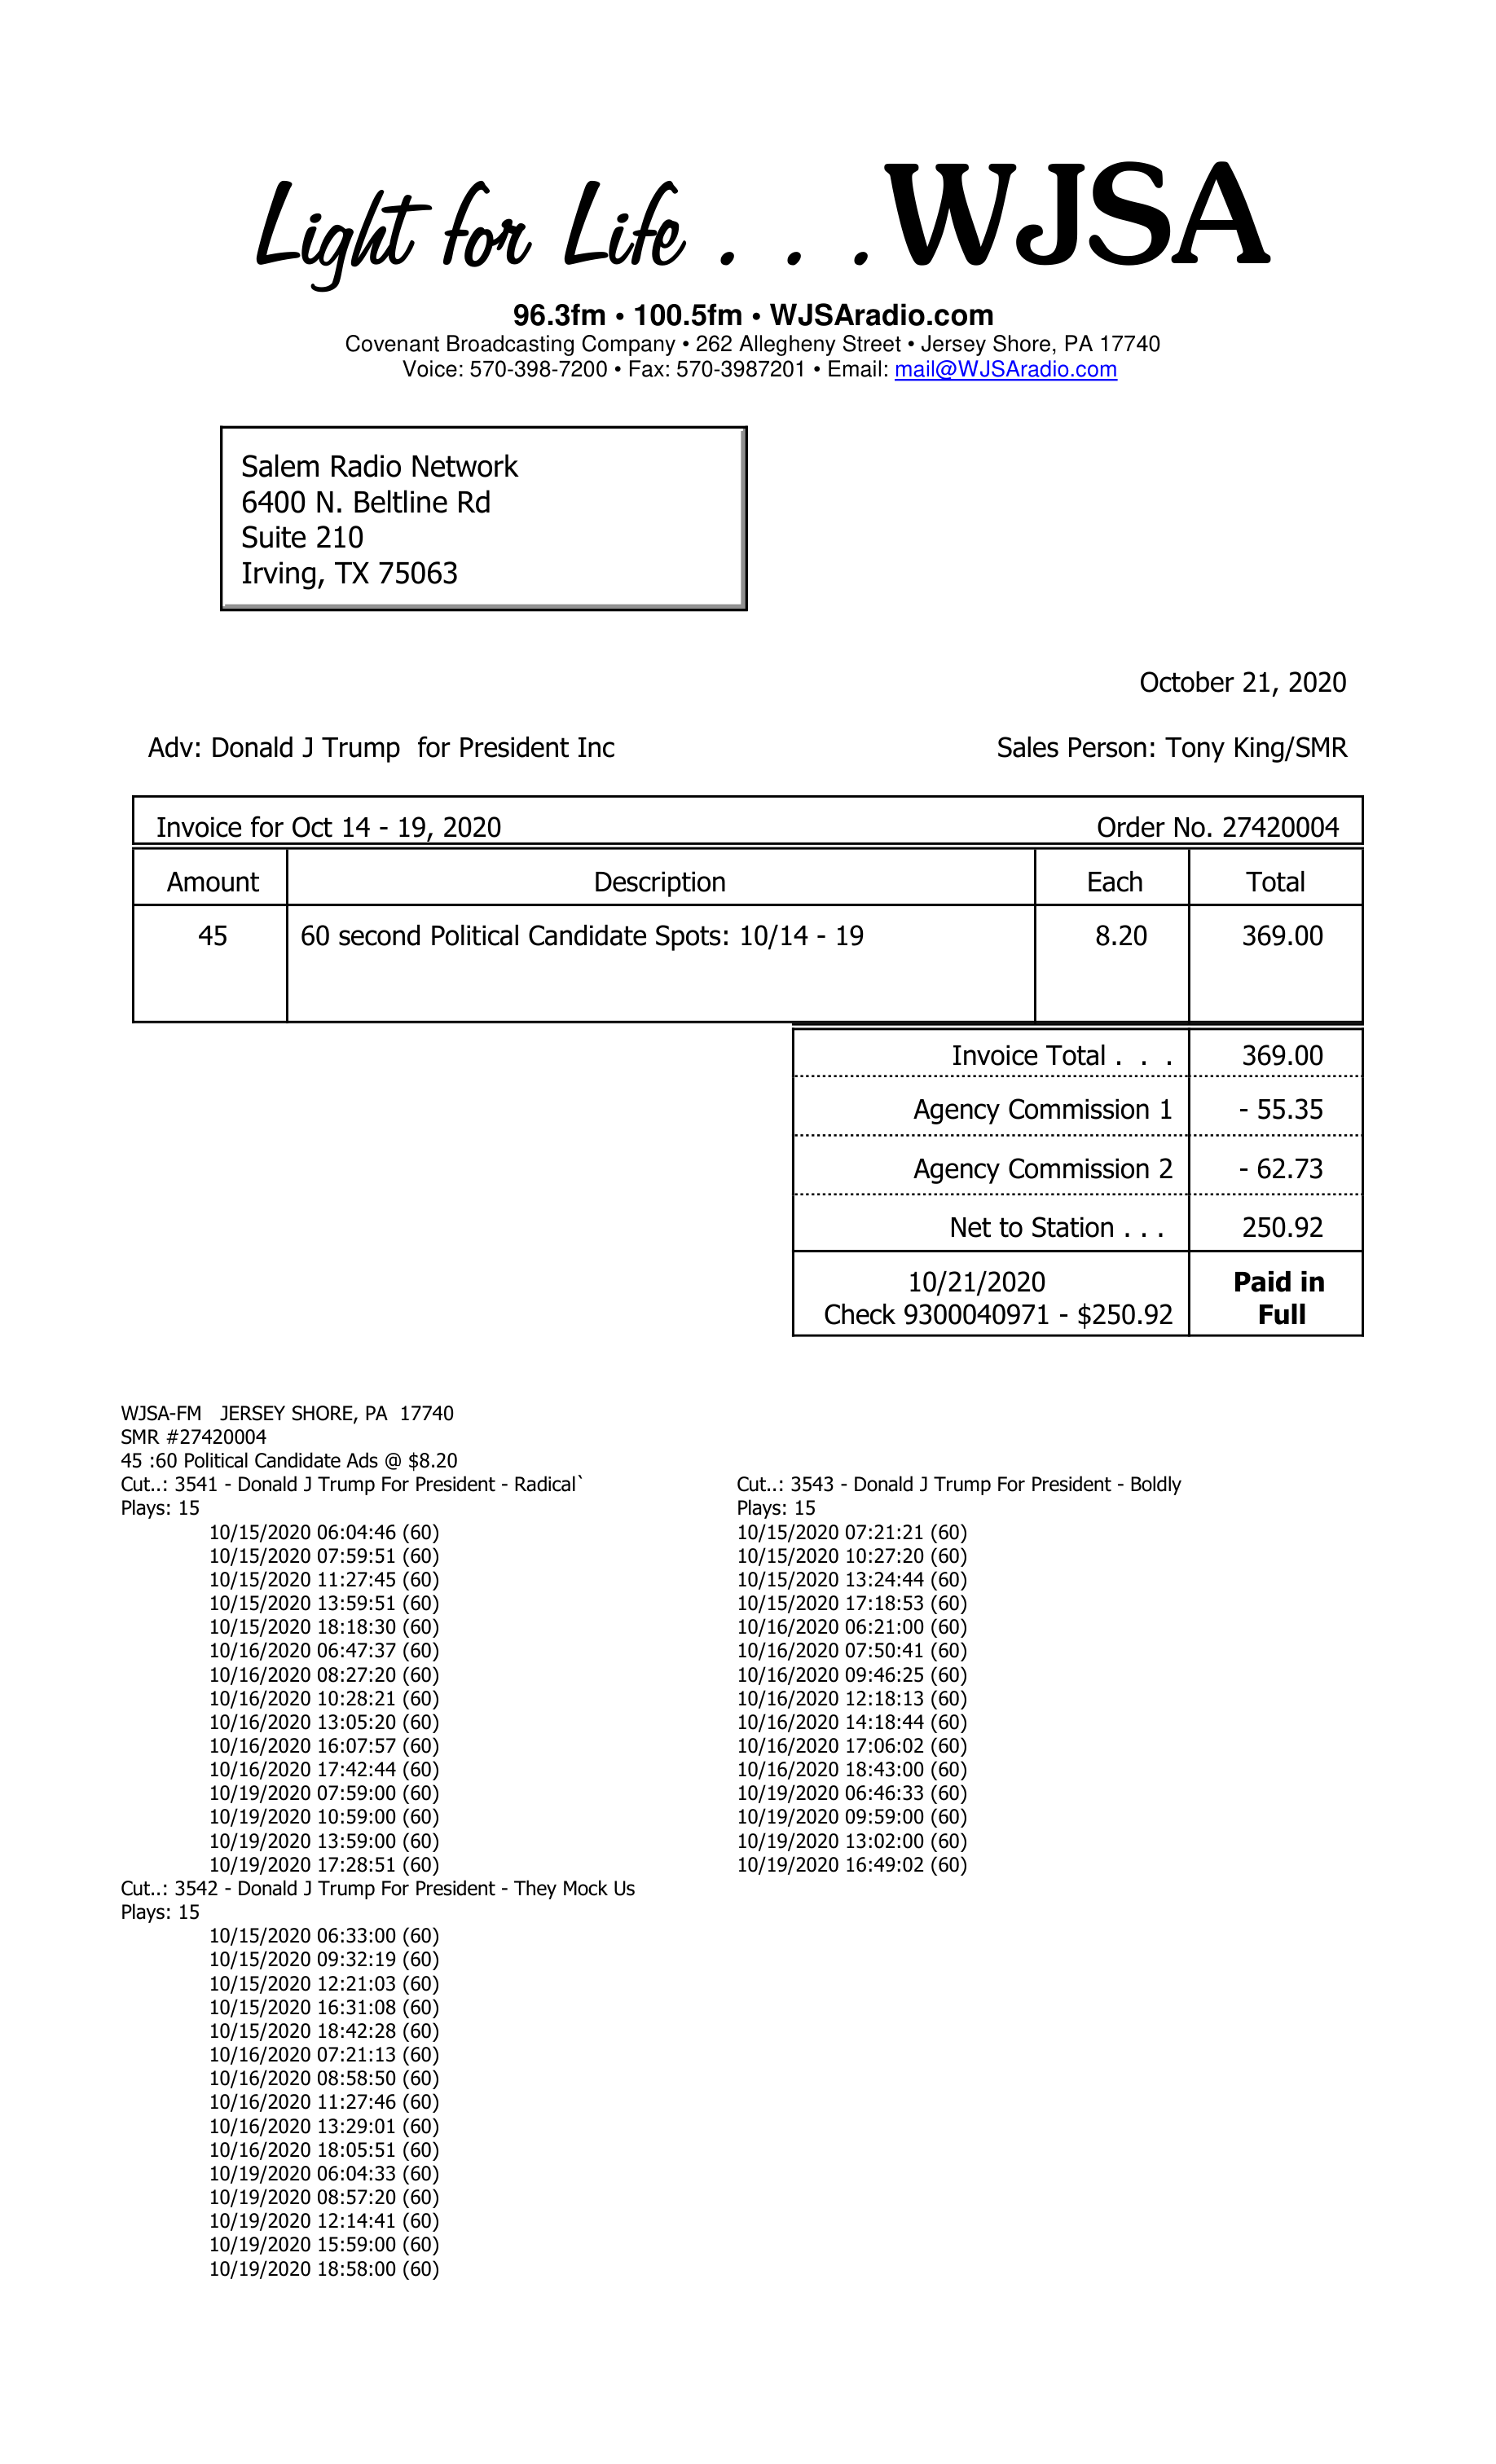 Light for Life . . .WJSA
96.3fm • 100.5fm • WJSAradio.com
Covenant Broadcasting Company • 262 Allegheny Street • Jersey Shore, PA 17740
Voice: 570-398-7200 • Fax: 570-3987201 • Email: mail@WJSAradio.com
Salem Radio Network
6400 N. Beltline Rd
Suite 210
Irving, TX 75063
October 21, 2020
Adv: Donald J Trump  for President Inc Sales Person: Tony King/SMR
Invoice for Oct 14 - 19, 2020 Order No. 27420004
Amount Description Each Total
45 60 second Political Candidate Spots: 10/14 - 19 8.20 369.00
Invoice Total . . . 369.00
Agency Commission 1 - 55.35
Agency Commission 2 - 62.73
Net to Station . . . 250.92
10/21/2020 Paid in
Check 9300040971 - $250.92 Full
WJSA-FM   JERSEY SHORE, PA  17740
SMR #27420004
45 :60 Political Candidate Ads @ $8.20
Cut..: 3541 - Donald J Trump For President - Radical`
Plays: 15
10/15/2020 06:04:46 (60)
10/15/2020 07:59:51 (60)
10/15/2020 11:27:45 (60)
10/15/2020 13:59:51 (60)
10/15/2020 18:18:30 (60)
10/16/2020 06:47:37 (60)
10/16/2020 08:27:20 (60)
10/16/2020 10:28:21 (60)
10/16/2020 13:05:20 (60)
10/16/2020 16:07:57 (60)
10/16/2020 17:42:44 (60)
10/19/2020 07:59:00 (60)
10/19/2020 10:59:00 (60)
10/19/2020 13:59:00 (60)
10/19/2020 17:28:51 (60)
Cut..: 3542 - Donald J Trump For President - They Mock Us
Plays: 15
10/15/2020 06:33:00 (60)
10/15/2020 09:32:19 (60)
10/15/2020 12:21:03 (60)
10/15/2020 16:31:08 (60)
10/15/2020 18:42:28 (60)
10/16/2020 07:21:13 (60)
10/16/2020 08:58:50 (60)
10/16/2020 11:27:46 (60)
10/16/2020 13:29:01 (60)
10/16/2020 18:05:51 (60)
10/19/2020 06:04:33 (60)
10/19/2020 08:57:20 (60)
10/19/2020 12:14:41 (60)
10/19/2020 15:59:00 (60)
10/19/2020 18:58:00 (60)
Cut..: 3543 - Donald J Trump For President - Boldly
Plays: 15
10/15/2020 07:21:21 (60)
10/15/2020 10:27:20 (60)
10/15/2020 13:24:44 (60)
10/15/2020 17:18:53 (60)
10/16/2020 06:21:00 (60)
10/16/2020 07:50:41 (60)
10/16/2020 09:46:25 (60)
10/16/2020 12:18:13 (60)
10/16/2020 14:18:44 (60)
10/16/2020 17:06:02 (60)
10/16/2020 18:43:00 (60)
10/19/2020 06:46:33 (60)
10/19/2020 09:59:00 (60)
10/19/2020 13:02:00 (60)
10/19/2020 16:49:02 (60)